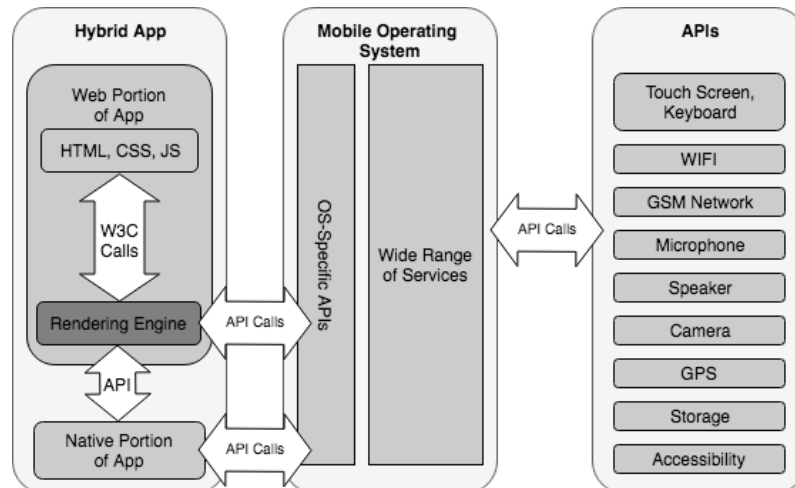 Hybrid App
Web Portion
of App
HTML, CSS, JS
W3C
Calls
Rendering Engine
API
Native Portion
of App
API Calls
API Calls
Mobile Operating
System
OS-Specific APIs
Wide Range
of Services
API Calls
APIs
Touch Screen,
Keyboard
WIFI
GSM Network
Microphone
Speaker
Camera
GPS
Storage
Accessibility